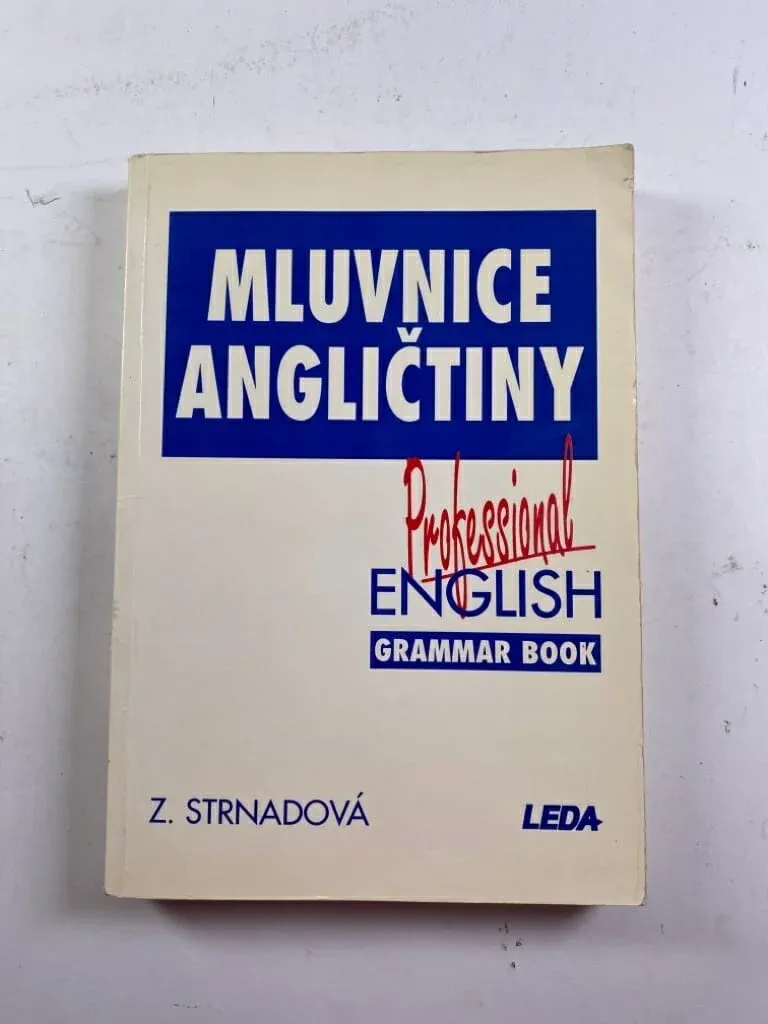 MLUVNICE
ANGLIČTINY
Professional
ENGLISH
GRAMMAR BOOK
Z. STRNADOVÁ
LEDA